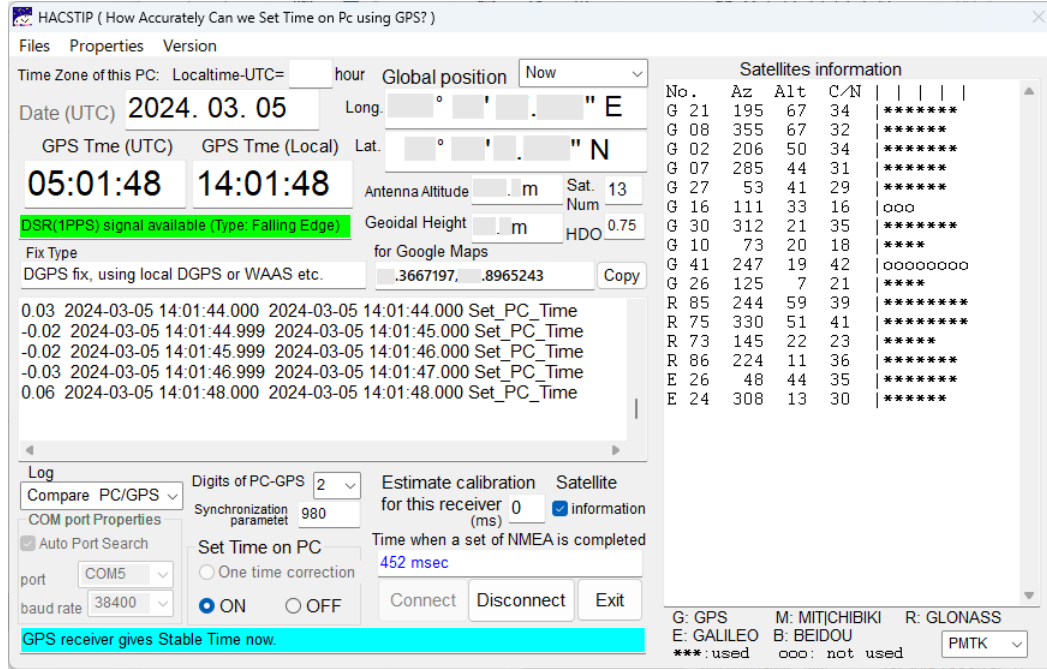 HACSTIP ( How Accurately Can we Set Time on Pc using GPS? )
Files Properties Version
Time Zone of this PC: Localtime-UTC= hour
Global position Now
Date (UTC) 2024. 03. 05
Long. ° ' . " E
GPS Tme (UTC) GPS Tme (Local)
Lat. ° ' . " N
05:01:48 14:01:48
Antenna Altitude . m Sat. Num 13
DSR(1PPS) signal available (Type: Falling Edge)
Geoidal Height . m HDO 0.75
Fix Type
DGPS fix, using local DGPS or WAAS etc.
for Google Maps
.3667197, .8965243 Copy
0.03 2024-03-05 14:01:44.000 2024-03-05 14:01:44.000 Set_PC_Time
-0.02 2024-03-05 14:01:44.999 2024-03-05 14:01:45.000 Set_PC_Time
-0.02 2024-03-05 14:01:45.999 2024-03-05 14:01:46.000 Set_PC_Time
-0.03 2024-03-05 14:01:46.999 2024-03-05 14:01:47.000 Set_PC_Time
0.06 2024-03-05 14:01:48.000 2024-03-05 14:01:48.000 Set_PC_Time
Log
Compare PC/GPS
COM port Properties
Auto Port Search
port COM5
baud rate 38400
Digits of PC-GPS 2
Synchronization
parametet 980
Set Time on PC
One time correction
ON OFF
Estimate calibration
for this receiver 0
(ms)
Satellite
information
Time when a set of NMEA is completed
452 msec
Connect Disconnect Exit
GPS receiver gives Stable Time now.
Satellites information
No. Az Alt C/N | | | | |
G 21 195 67 34 |*******
G 08 355 67 32 |******
G 02 206 50 34 |*******
G 07 285 44 31 |******
G 27 53 41 29 |******
G 16 111 33 16 |ooo
G 30 312 21 35 |*******
G 10 73 20 18 |****
G 41 247 19 42 |oooooooo
G 26 125 7 21 |****
R 85 244 59 39 |********
R 75 330 51 41 |********
R 73 145 22 23 |*****
R 86 224 11 36 |*******
E 26 48 44 35 |*******
E 24 308 13 30 |******
G: GPS M: MIT|CHIBIKI R: GLONASS
E: GALILEO B: BEIDOU
***:used ooo: not used
PMTK